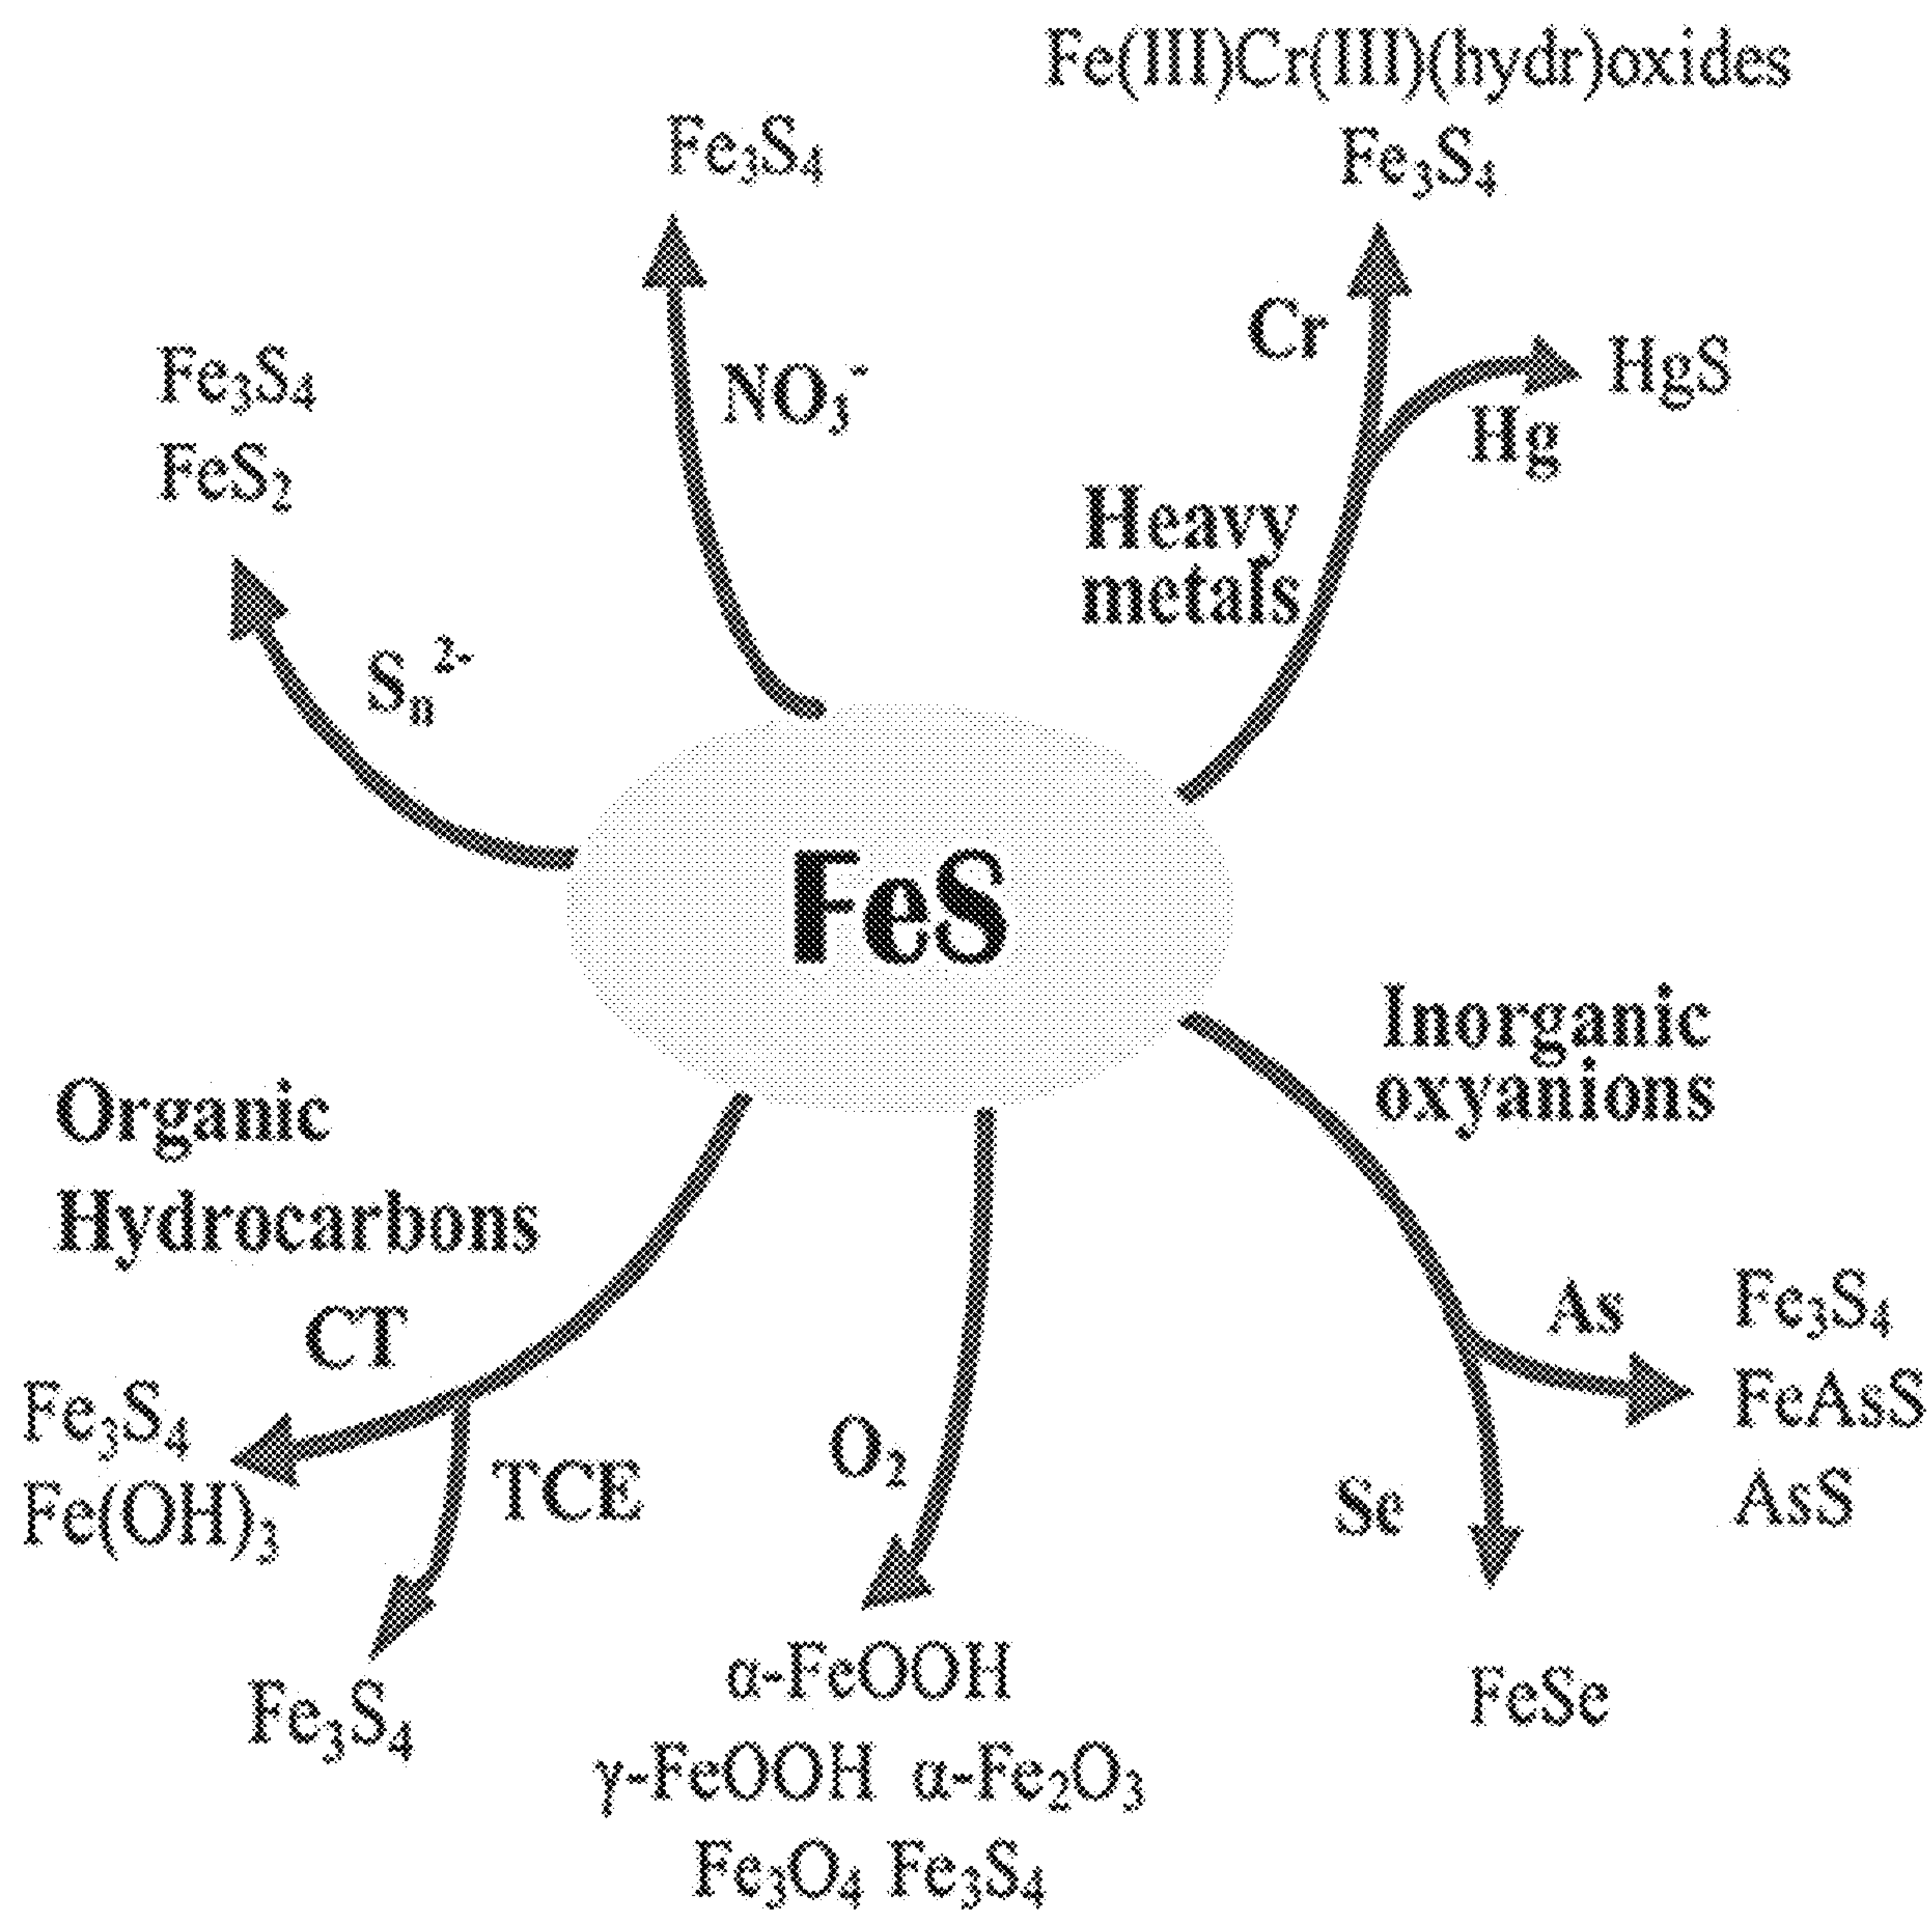 Fe(III)Cr(III)(hydr)oxides
Fe₃S₄
Fe₃S₄
Cr
HgS
Hg
NO₃⁻
Fe₃S₄
FeS₂
Heavy
metals
Sₙ²⁻
FeS
Inorganic
oxyanions
Organic
Hydrocarbons
CT
Fe₃S₄
Fe(OH)₃
TCE
Fe₃S₄
O₂
α-FeOOH
γ-FeOOH α-Fe₂O₃
Fe₃O₄ Fe₃S₄
As
Fe₃S₄
FeAsS
AsS
Se
FeSe